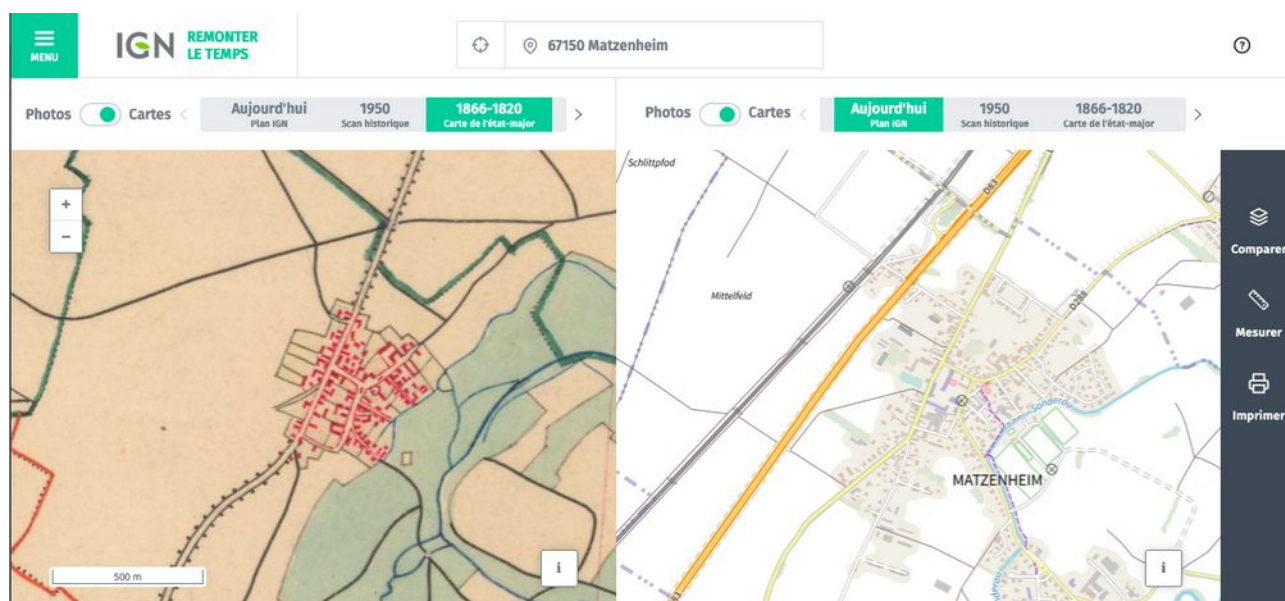 MENU
IGN
REMONTER
LE TEMPS
67150 Matzenheim
Photos
Cartes
Aujourd'hui
Plan IGN
1950
Scan historique
1866-1820
Carte de l'état-major
Photos
Cartes
Aujourd'hui
Plan IGN
1950
Scan historique
1866-1820
Carte de l'état-major
+
−
500 m
i
Schlittpfad
D83
Mittelfeld
D288
Sonderau
MATZENHEIM
i
Comparer
Mesurer
Imprimer